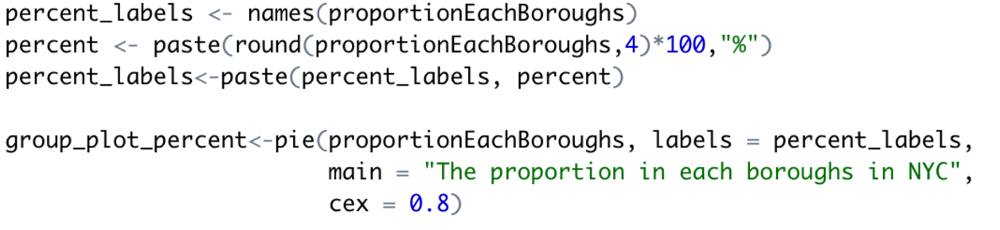 percent_labels <- names(proportionEachBoroughs)
percent <- paste(round(proportionEachBoroughs,4)*100,"%")
percent_labels<-paste(percent_labels, percent)
group_plot_percent<-pie(proportionEachBoroughs, labels = percent_labels,
main = "The proportion in each boroughs in NYC",
cex = 0.8)